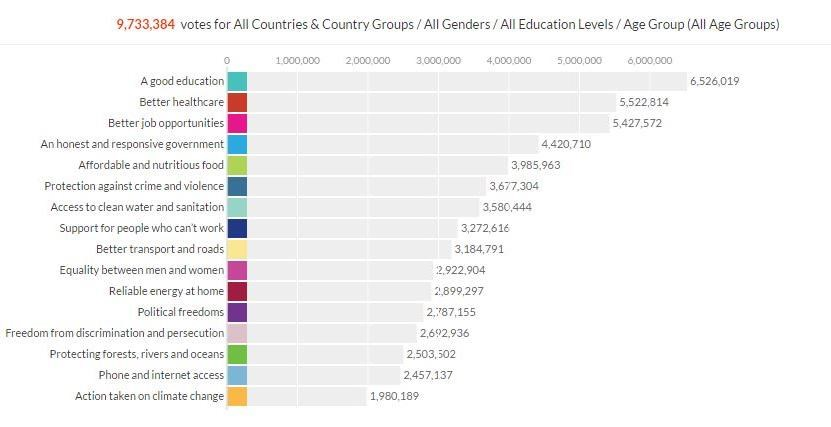 9,733,384 votes for All Countries & Country Groups / All Genders / All Education Levels / Age Group (All Age Groups)
0 1,000,000 2,000,000 3,000,000 4,000,000 5,000,000 6,000,000
A good education 6,526,019
Better healthcare 5,522,814
Better job opportunities 5,427,572
An honest and responsive government 4,420,710
Affordable and nutritious food 3,985,963
Protection against crime and violence 3,677,304
Access to clean water and sanitation 3,580,444
Support for people who can't work 3,272,616
Better transport and roads 3,184,791
Equality between men and women 2,922,904
Reliable energy at home 2,899,297
Political freedoms 2,787,155
Freedom from discrimination and persecution 2,692,936
Protecting forests, rivers and oceans 2,503,502
Phone and internet access 2,457,137
Action taken on climate change 1,980,189